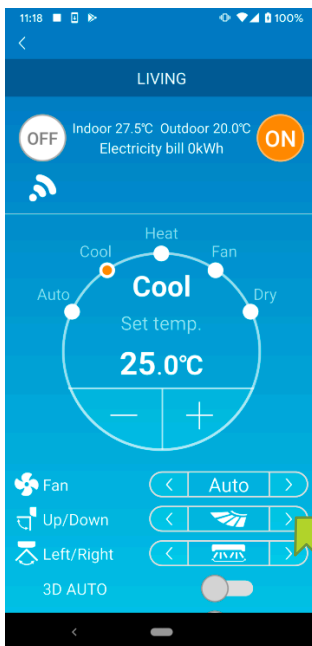 11:18 100%
LIVING
OFF
Indoor 27.5℃ Outdoor 20.0℃
Electricity bill 0kWh
ON
Heat
Cool Fan
Auto Dry
Cool
Set temp.
25.0℃
Fan Auto
Up/Down
Left/Right
3D AUTO